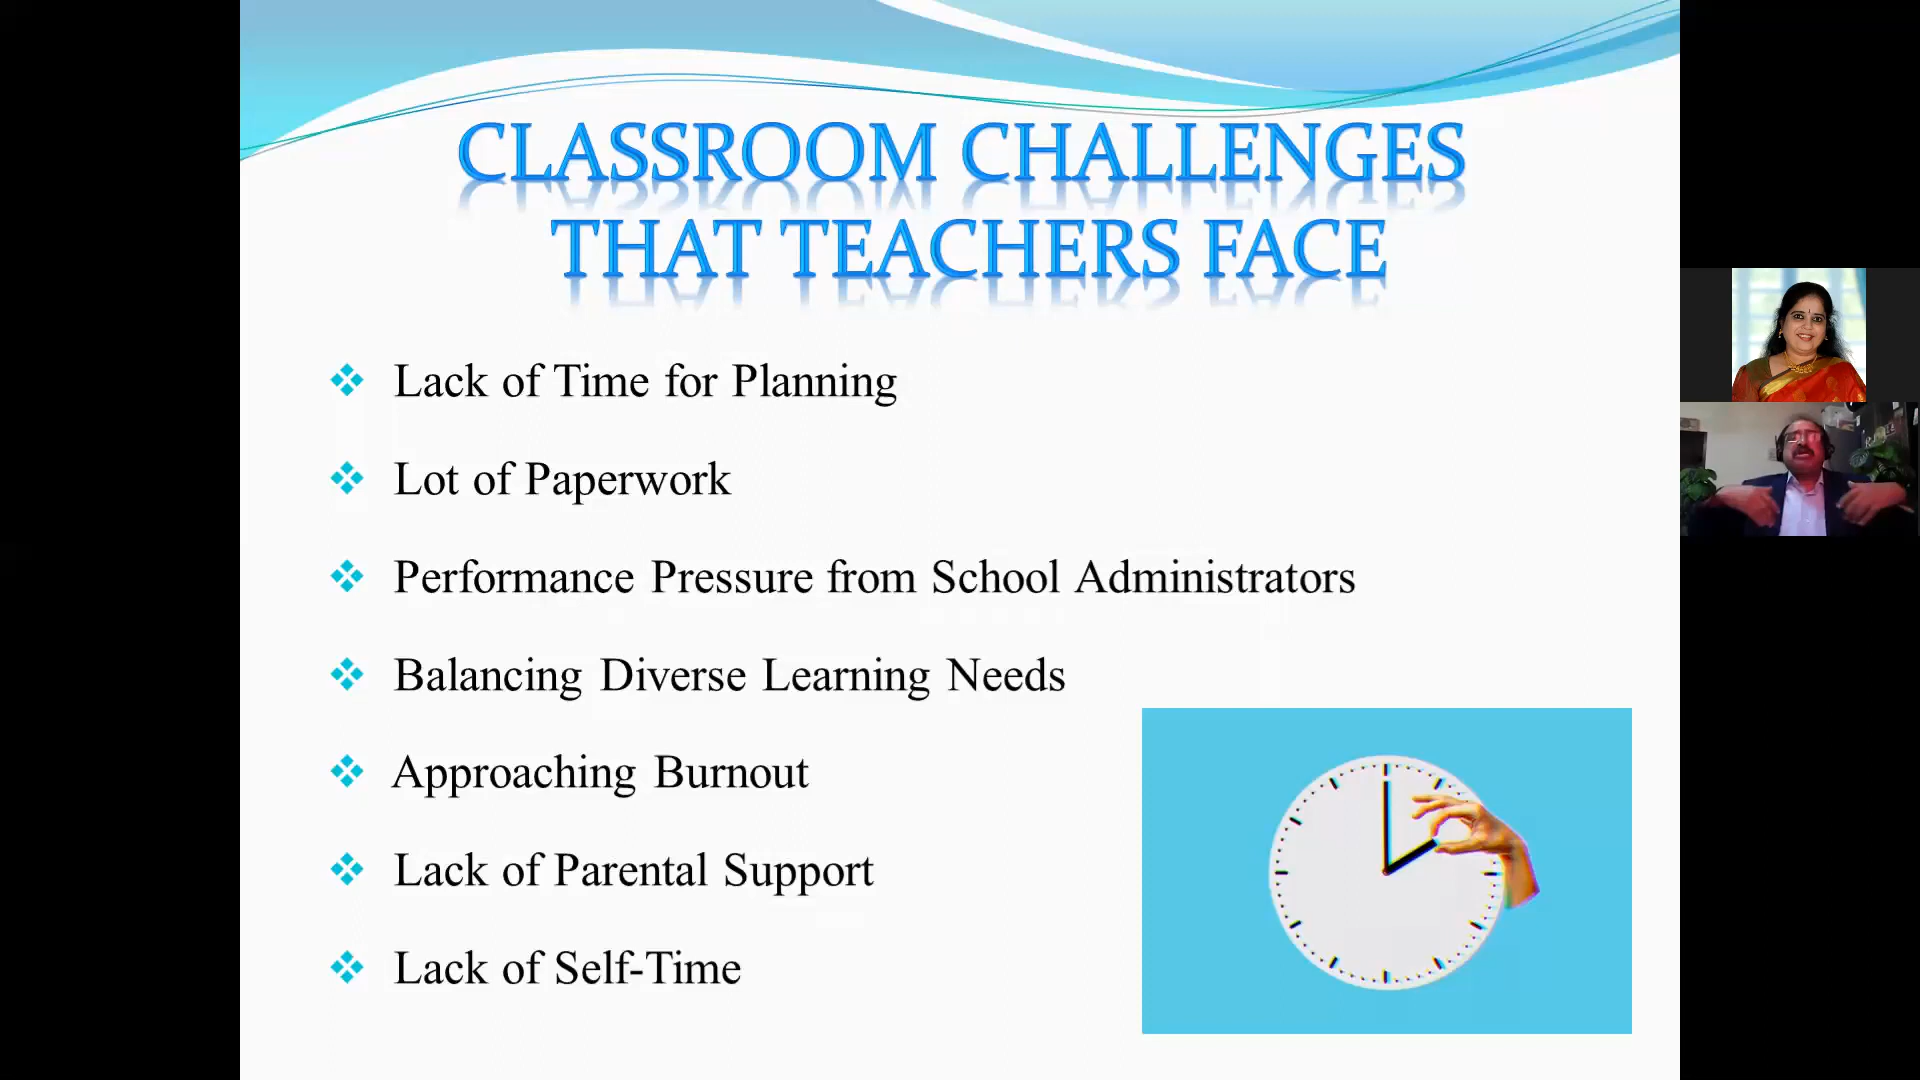 CLASSROOM CHALLENGES
THAT TEACHERS FACE
Lack of Time for Planning
Lot of Paperwork
Performance Pressure from School Administrators
Balancing Diverse Learning Needs
Approaching Burnout
Lack of Parental Support
Lack of Self-Time